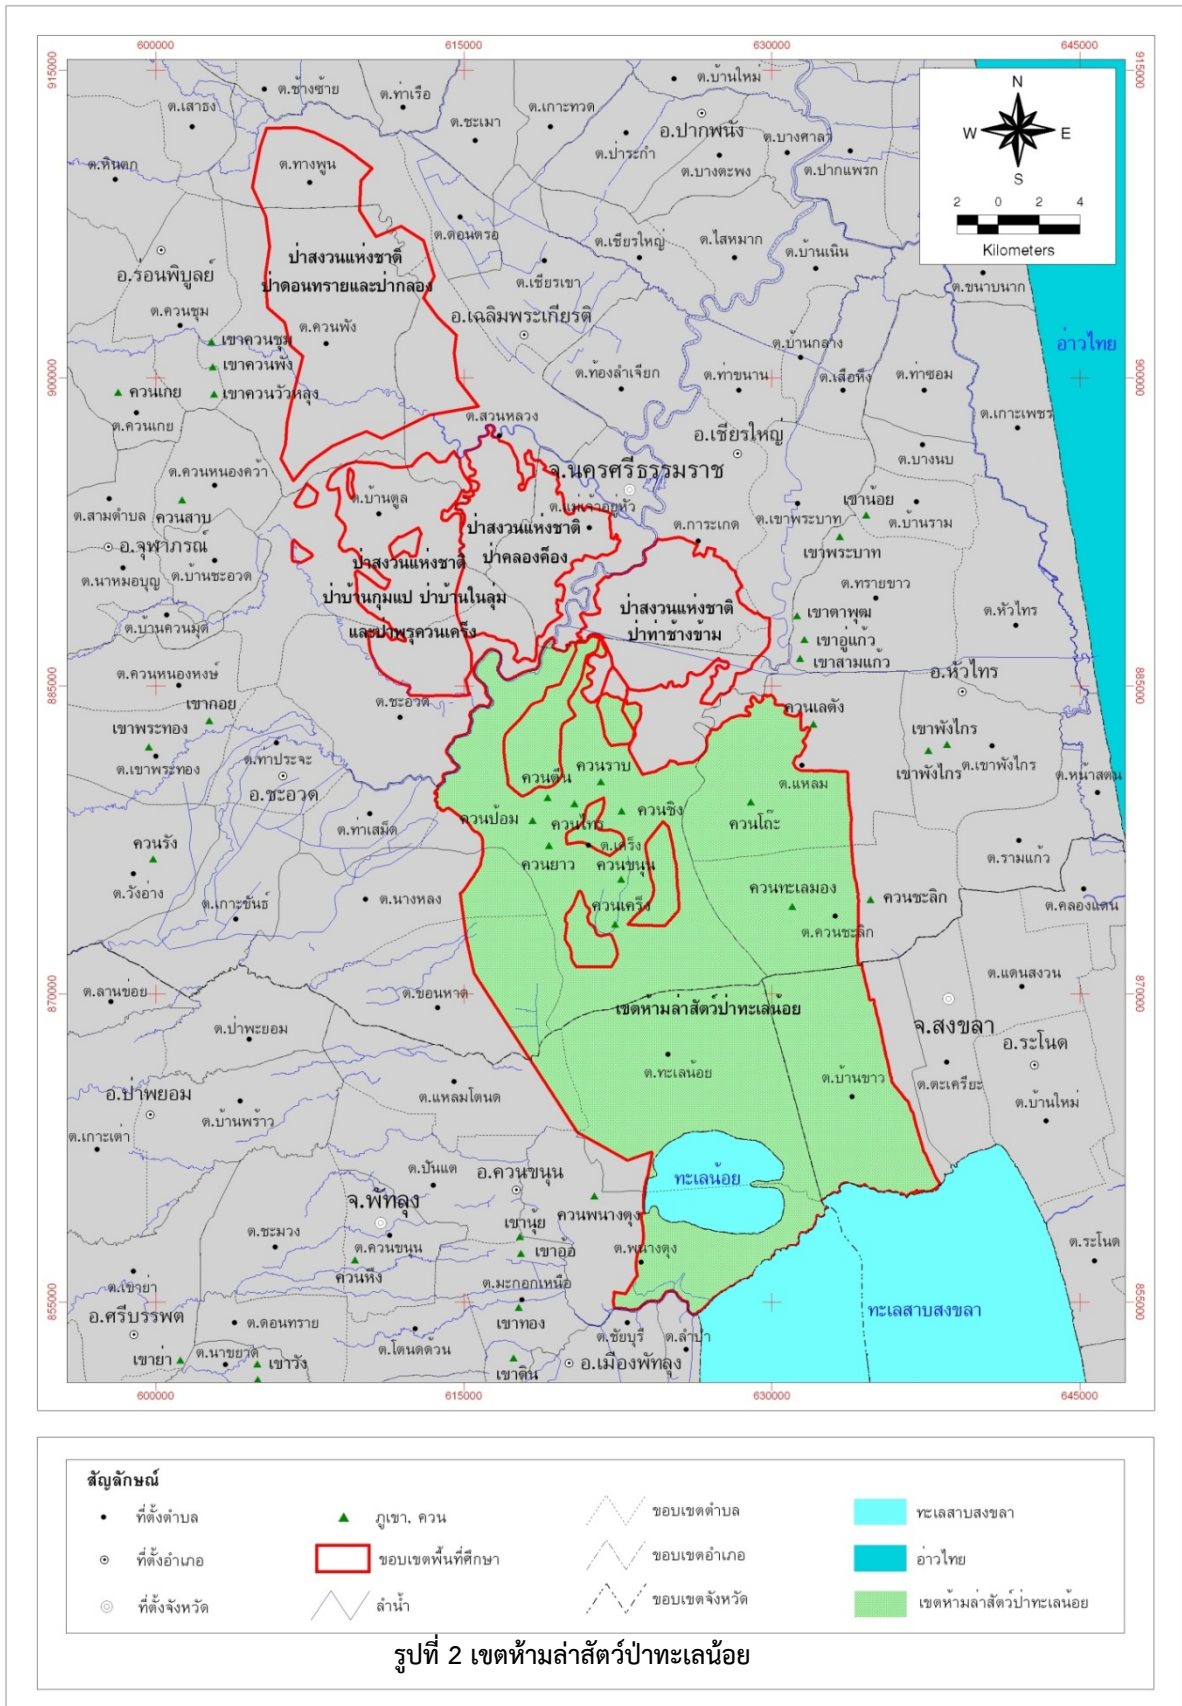 600000
615000
630000
645000
915000
915000
N
W
E
S
2 0 2 4
Kilometers
ต.ช้างซ้าย
ต.ท่าเรือ
ต.บ้านใหม่
ต.เสาธง
ต.เกาะทวด
อ.ปากพนัง
ต.ชะเมา
ต.ป่าระกำ
ต.บางศาลา
ต.หินตก
ต.ทางพูน
ต.บางตะพง
ต.ปากแพรก
ต.ดอนตรอ
ต.เชียรใหญ่
ต.ไสหมาก
ต.บ้านเนิน
ป่าสงวนแห่งชาติ
ป่าดอนทรายและป่ากลอง
อ.ร่อนพิบูลย์
ต.เชียรเขา
ต.ขนาบนาก
ต.ควนชุม
อ.เฉลิมพระเกียรติ
ต.ควนพัง
เขาควนชุม
ต.บ้านกลาง
อ่าวไทย
เขาควนพัง
900000
ต.ท้องลำเจียก
ต.ท่าขนาน
ต.เสือหึง
ต.ท่าซอม
900000
ควนเกย
เขาควนวัวหลุง
ต.ควนเกย
ต.สวนหลวง
อ.เชียรใหญ่
ต.เกาะเพชร
ต.บางนบ
ต.ควนหนองคว้า
จ.นครศรีธรรมราช
ต.สามตำบล
ควนสาบ
ต.บ้านตูล
ต.แม่เจ้าอยู่หัว
เขาน้อย
ต.เขาพระบาท
ต.บ้านราม
ป่าสงวนแห่งชาติ
ป่าคลองค็อง
ต.การะเกด
อ.จุฬาภรณ์
เขาพระบาท
ต.นาหมอบุญ
ต.บ้านชะอวด
ป่าสงวนแห่งชาติ
ป่าบ้านกุมแป ป่าบ้านในลุ่ม
และป่าพรุควนเคร็ง
ต.ทรายขาว
ต.บ้านควนมุด
ป่าสงวนแห่งชาติ
ป่าท่าช้างข้าม
เขาตาพุฒ
ต.หัวไทร
เขาอู่แก้ว
เขาสามแก้ว
อ.หัวไทร
ต.ควนหนองหงษ์
885000
885000
เขากอย
ต.ชะอวด
ควนเลตัง
เขาพระทอง
เขาพังไกร
ต.เขาพระทอง
ต.ท่าประจะ
เขาพังไกร
ต.เขาพังไกร
อ.ชะอวด
ควนตีน
ควนราบ
ต.แหลม
ต.หน้าสตน
ต.ท่าเสม็ด
ควนป้อม
ควนไทร
ควนชิง
ควนโถะ
ควนรัง
ต.เคร็ง
ต.รามแก้ว
ควนยาว
ควนขนุน
ต.วังอ่าง
ต.เกาะขันธ์
ต.นางหลง
ควนเคร็ง
ควนทะเลมอง
ควนชะลิก
ต.คลองแดน
ต.ควนชะลิก
ต.แดนสงวน
870000
ต.ลานข่อย
ต.ขอนหาด
เขตห้ามล่าสัตว์ป่าทะเลน้อย
870000
ต.ป่าพะยอม
จ.สงขลา
อ.ระโนด
ต.ทะเลน้อย
ต.บ้านขาว
ต.ตะเครียะ
อ.ป่าพยอม
ต.แหลมโตนด
ต.บ้านใหม่
ต.บ้านพร้าว
ต.เกาะเต่า
ต.ปันแต
อ.ควนขนุน
ทะเลน้อย
จ.พัทลุง
ควนพนางตุง
ต.ชะมวง
ต.ควนขนุน
เขานุ้ย
ต.พนางตุง
ต.ระโนด
ควนหึง
เขาอ้อ
ต.เขาย่า
ต.มะกอกเหนือ
855000
855000
อ.ศรีบรรพต
เขาทอง
ทะเลสาบสงขลา
ต.ดอนทราย
ต.โตนดด้วน
ต.ชัยบุรี
ต.ลำปำ
เขาย่า
ต.นาขยาด
เขาวัง
เขาดิน
อ.เมืองพัทลุง
600000
615000
630000
645000
สัญลักษณ์
ที่ตั้งตำบล
ภูเขา, ควน
ขอบเขตตำบล
ทะเลสาบสงขลา
ที่ตั้งอำเภอ
ขอบเขตพื้นที่ศึกษา
ขอบเขตอำเภอ
อ่าวไทย
ที่ตั้งจังหวัด
ลำน้ำ
ขอบเขตจังหวัด
เขตห้ามล่าสัตว์ป่าทะเลน้อย
รูปที่ 2 เขตห้ามล่าสัตว์ป่าทะเลน้อย